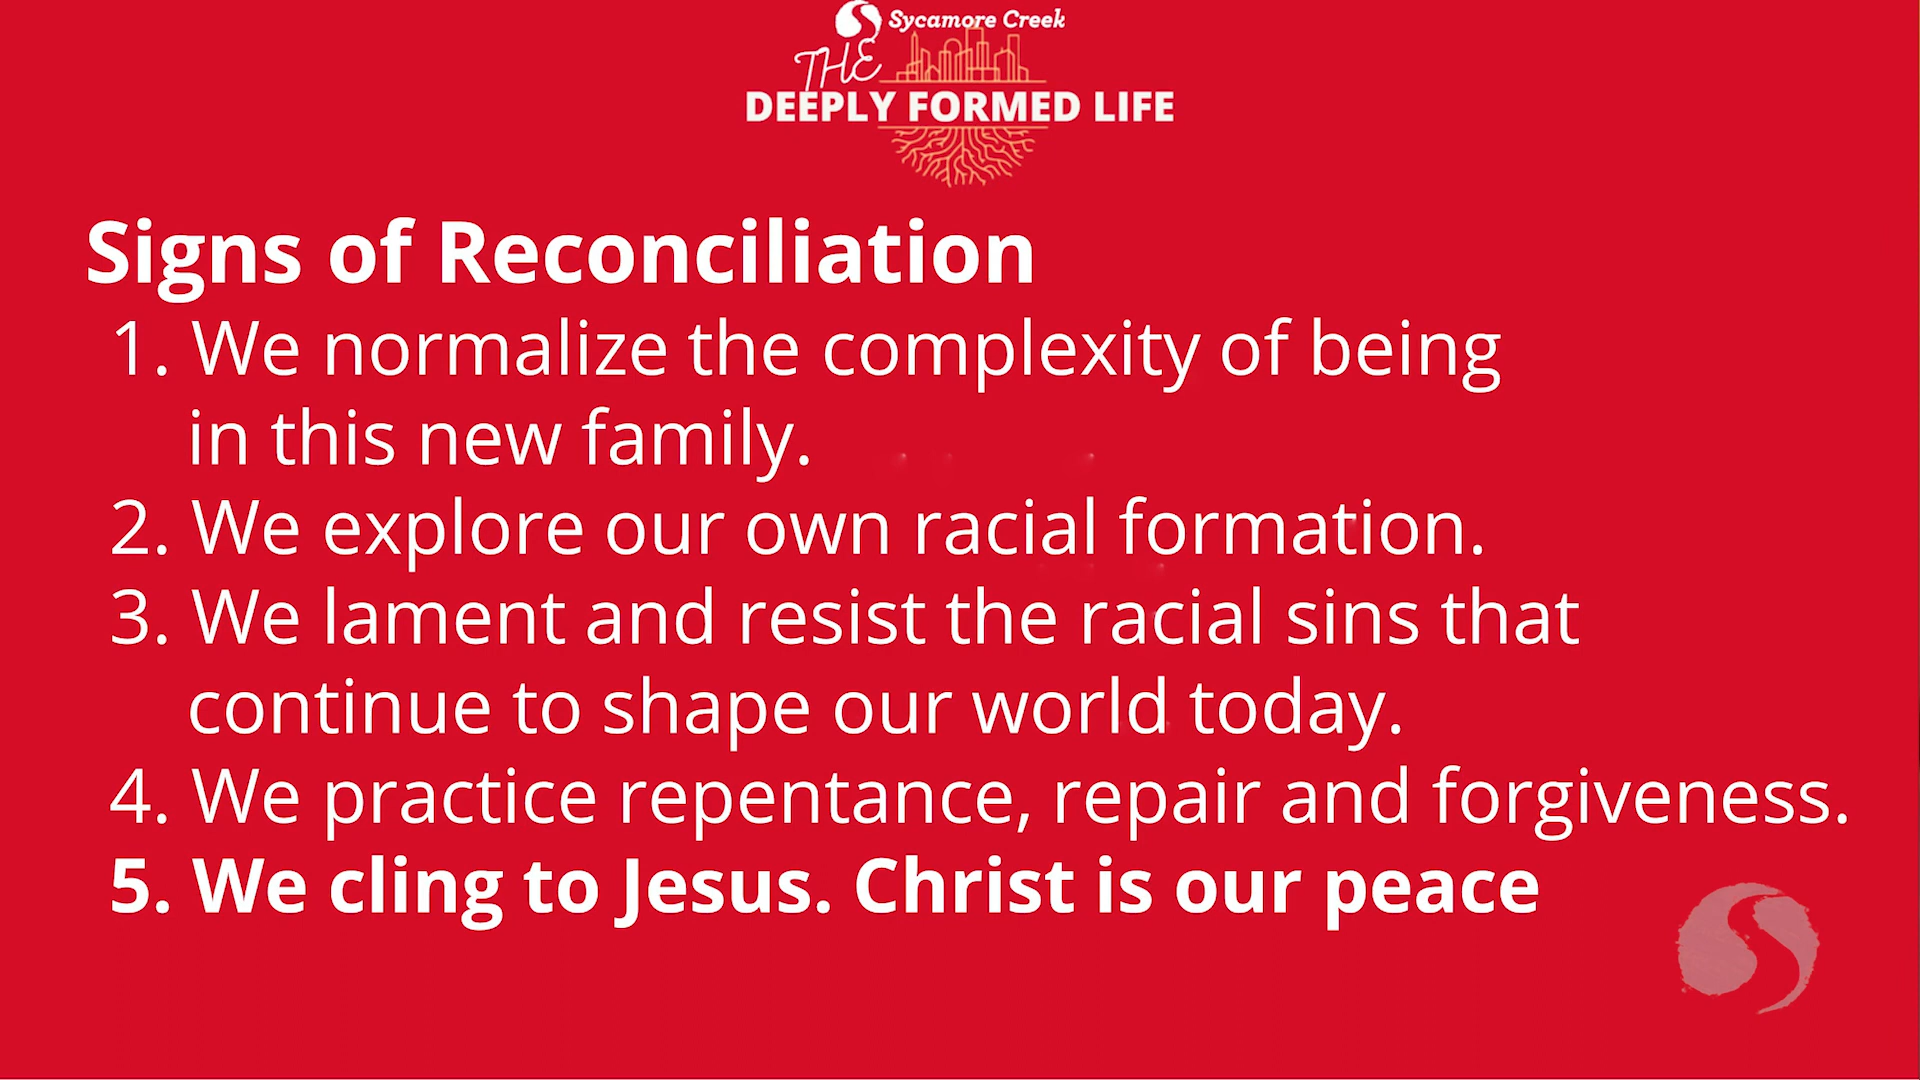 Sycamore Creek
THE
DEEPLY FORMED LIFE
Signs of Reconciliation
1. We normalize the complexity of being
in this new family.
2. We explore our own racial formation.
3. We lament and resist the racial sins that
continue to shape our world today.
4. We practice repentance, repair and forgiveness.
5. We cling to Jesus. Christ is our peace